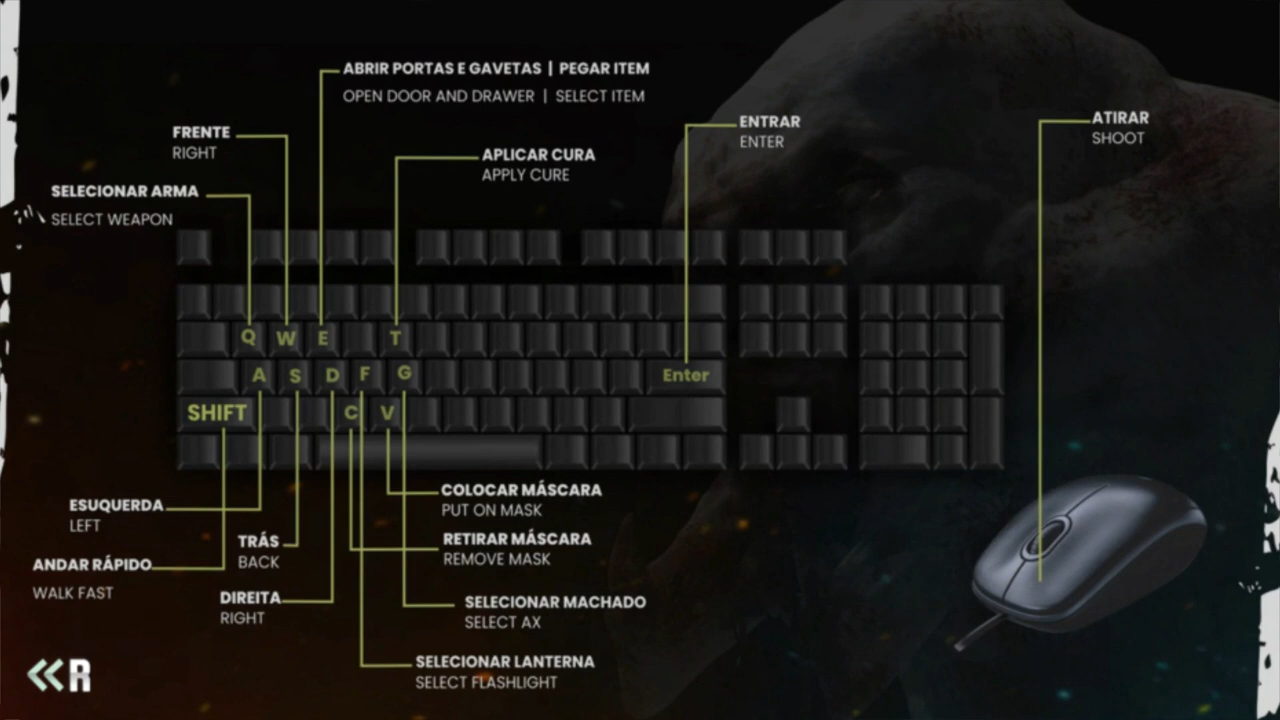 ABRIR PORTAS E GAVETAS | PEGAR ITEM
OPEN DOOR AND DRAWER | SELECT ITEM
FRENTE
RIGHT
ENTRAR
ENTER
ATIRAR
SHOOT
APLICAR CURA
APPLY CURE
SELECIONAR ARMA
SELECT WEAPON
Q W E T
A S D F G Enter
SHIFT C V
ESUQUERDA
LEFT
COLOCAR MÁSCARA
PUT ON MASK
TRÁS
BACK
RETIRAR MÁSCARA
REMOVE MASK
ANDAR RÁPIDO
WALK FAST
DIREITA
RIGHT
SELECIONAR MACHADO
SELECT AX
SELECIONAR LANTERNA
SELECT FLASHLIGHT
R